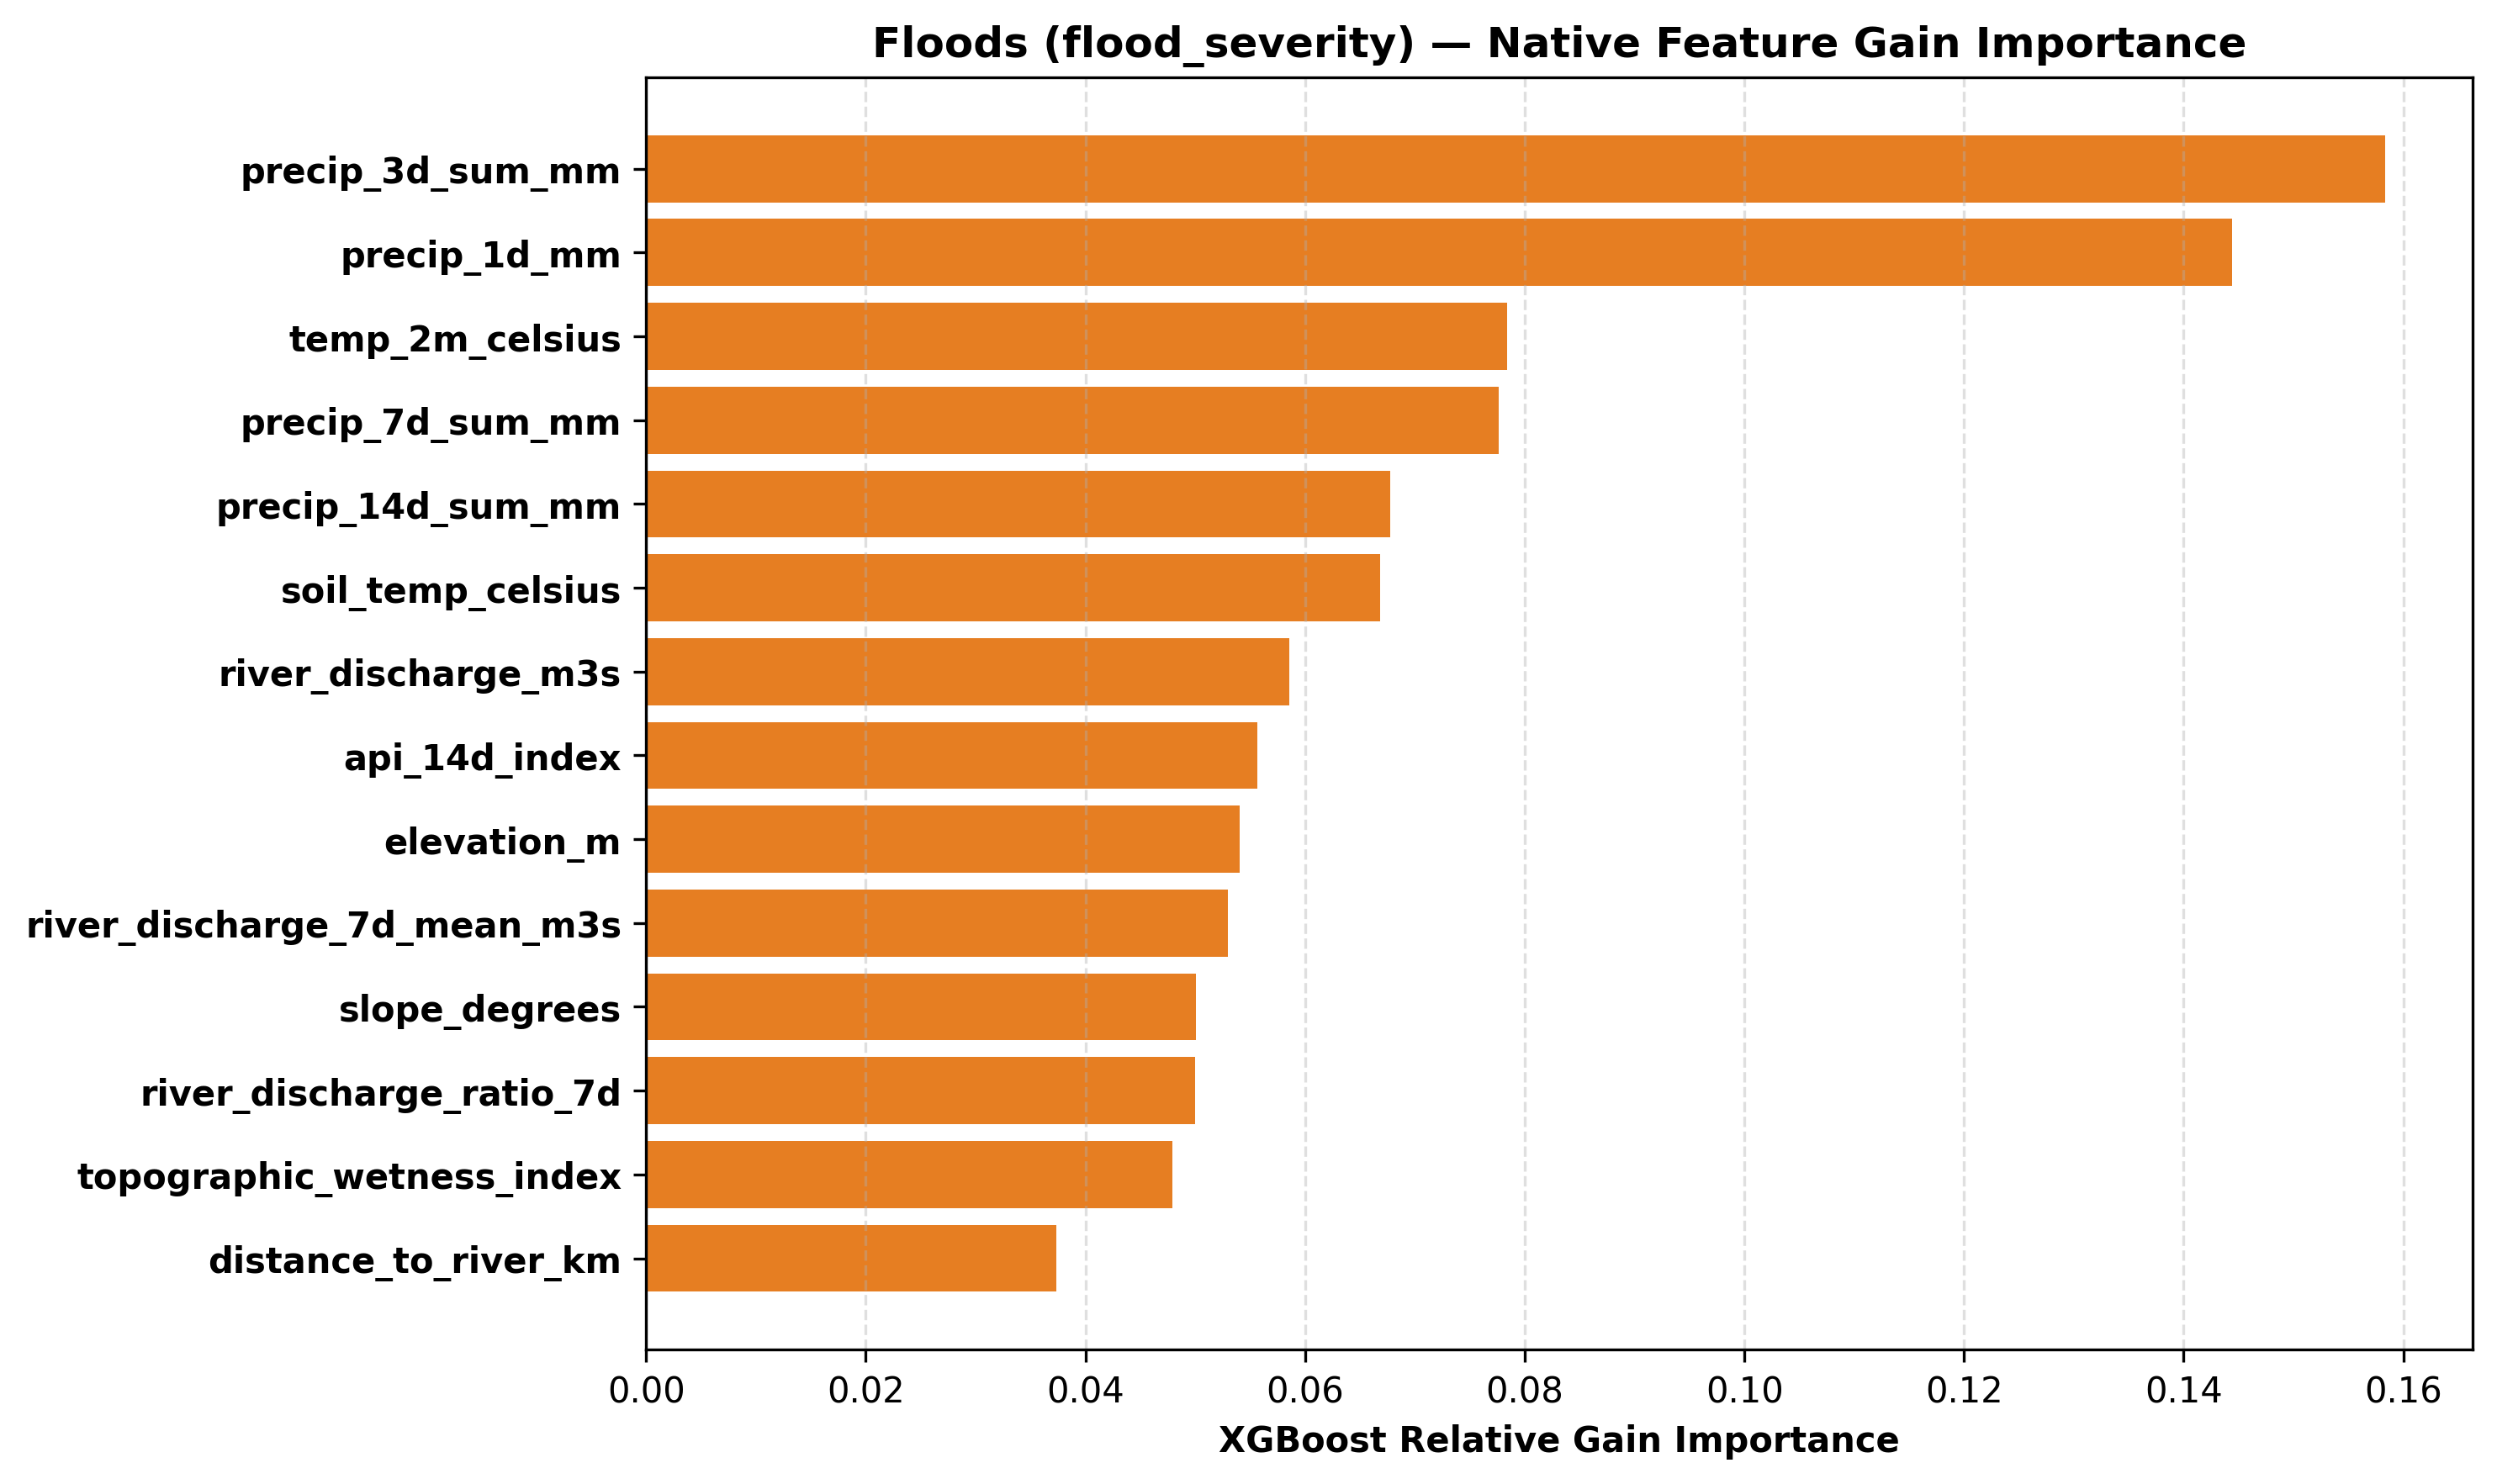 Floods (flood_severity) — Native Feature Gain Importance
precip_3d_sum_mm
precip_1d_mm
temp_2m_celsius
precip_7d_sum_mm
precip_14d_sum_mm
soil_temp_celsius
river_discharge_m3s
api_14d_index
elevation_m
river_discharge_7d_mean_m3s
slope_degrees
river_discharge_ratio_7d
topographic_wetness_index
distance_to_river_km
0.00 0.02 0.04 0.06 0.08 0.10 0.12 0.14 0.16
XGBoost Relative Gain Importance